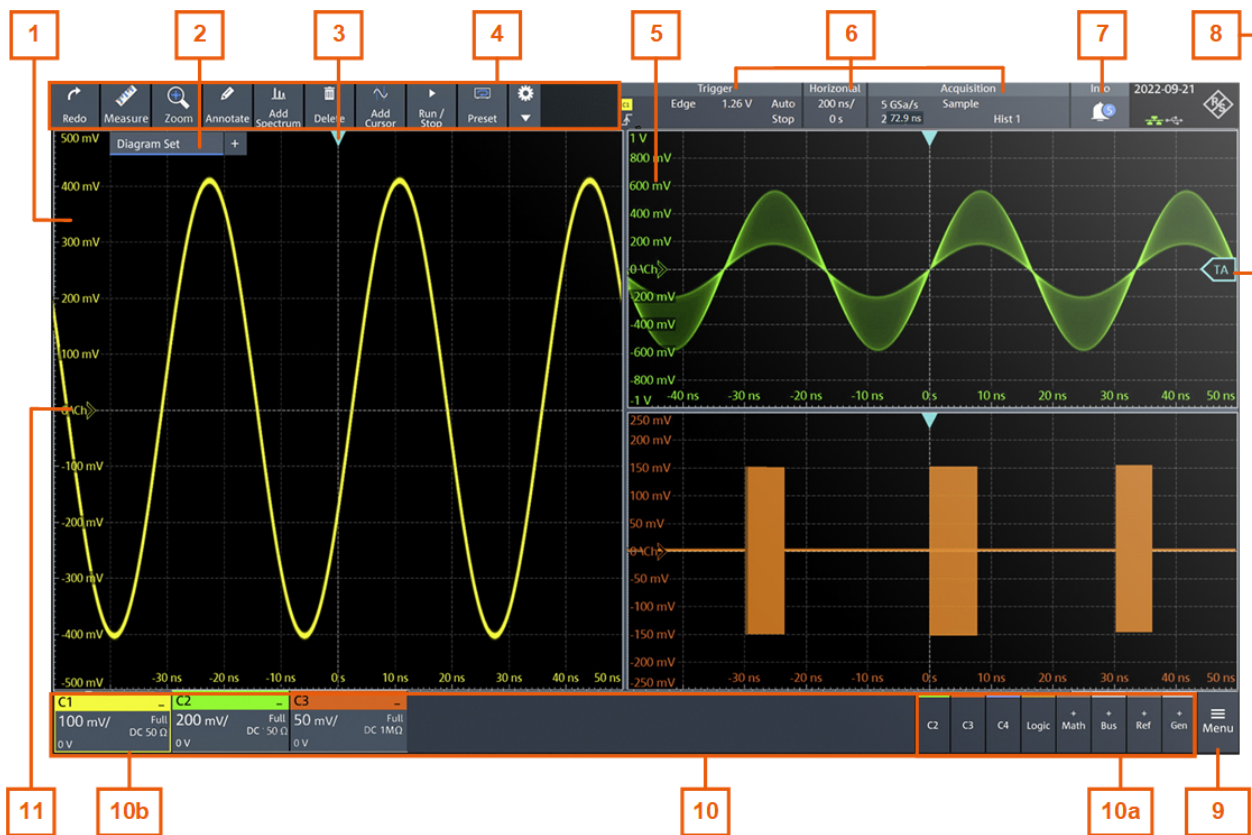 1
2
3
4
5
6
7
8
Redo
Measure
Zoom
Annotate
Add Spectrum
Delete
Add Cursor
Run / Stop
Preset
C1
Trigger
Edge 1.26 V Auto
Stop
Horizontal
200 ns/
0 s
Acquisition
5 GSa/s Sample
2 72.9 ns Hist 1
Info
5
2022-09-21
R&S
Diagram Set +
500 mV
400 mV
300 mV
200 mV
100 mV
-100 mV
-200 mV
-300 mV
-400 mV
-500 mV
-40 ns -30 ns -20 ns -10 ns 0 s 10 ns 20 ns 30 ns 40 ns 50 ns
1 V
800 mV
600 mV
400 mV
200 mV
TA
-200 mV
-400 mV
-600 mV
-800 mV
-1 V
-40 ns -30 ns -20 ns -10 ns 0 s 10 ns 20 ns 30 ns 40 ns 50 ns
250 mV
200 mV
150 mV
100 mV
50 mV
-50 mV
-100 mV
-150 mV
-200 mV
-250 mV
-40 ns -30 ns -20 ns -10 ns 0 s 10 ns 20 ns 30 ns 40 ns 50 ns
C1
100 mV/ Full
DC 50 Ω
0 V
C2
200 mV/ Full
DC 50 Ω
0 V
C3
50 mV/ Full
DC 1MΩ
0 V
C2
C3
C4
Logic
+ Math
+ Bus
+ Ref
+ Gen
Menu
11
10b
10
10a
9